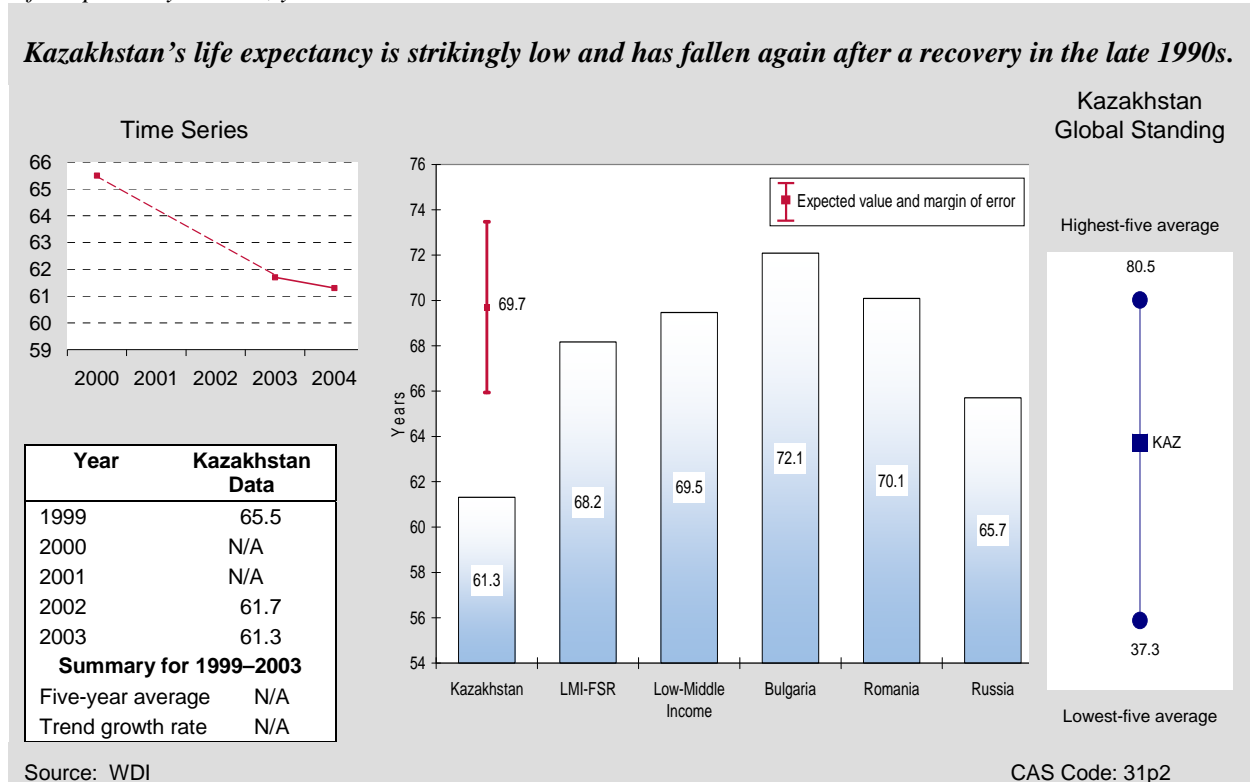 Kazakhstan’s life expectancy is strikingly low and has fallen again after a recovery in the late 1990s.
Time Series
66
65
64
63
62
61
60
59
2000 2001 2002 2003 2004
Year Kazakhstan
Data
1999 65.5
2000 N/A
2001 N/A
2002 61.7
2003 61.3
Summary for 1999–2003
Five-year average N/A
Trend growth rate N/A
76
74
72
70
68
66
64
62
60
58
56
54
Years
Expected value and margin of error
69.7
61.3
68.2
69.5
72.1
70.1
65.7
Kazakhstan LMI-FSR Low-Middle Bulgaria Romania Russia
Income
Kazakhstan
Global Standing
Highest-five average
80.5
KAZ
37.3
Lowest-five average
Source: WDI CAS Code: 31p2